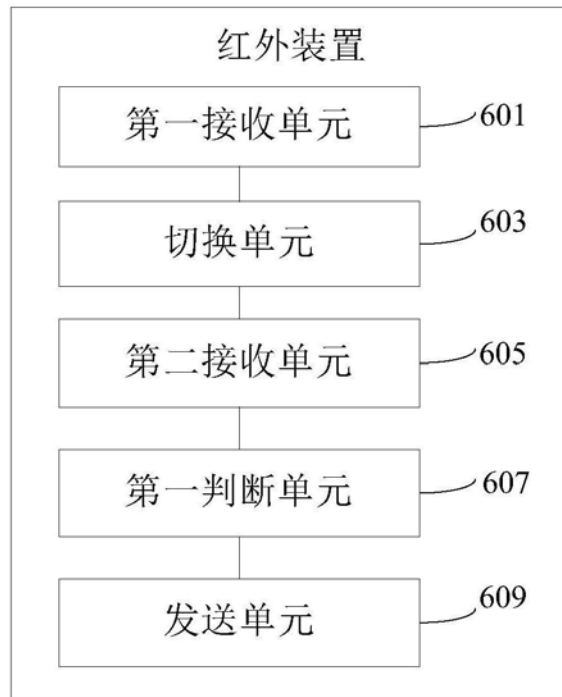 红外装置
第一接收单元
601
切换单元
603
第二接收单元
605
第一判断单元
607
发送单元
609